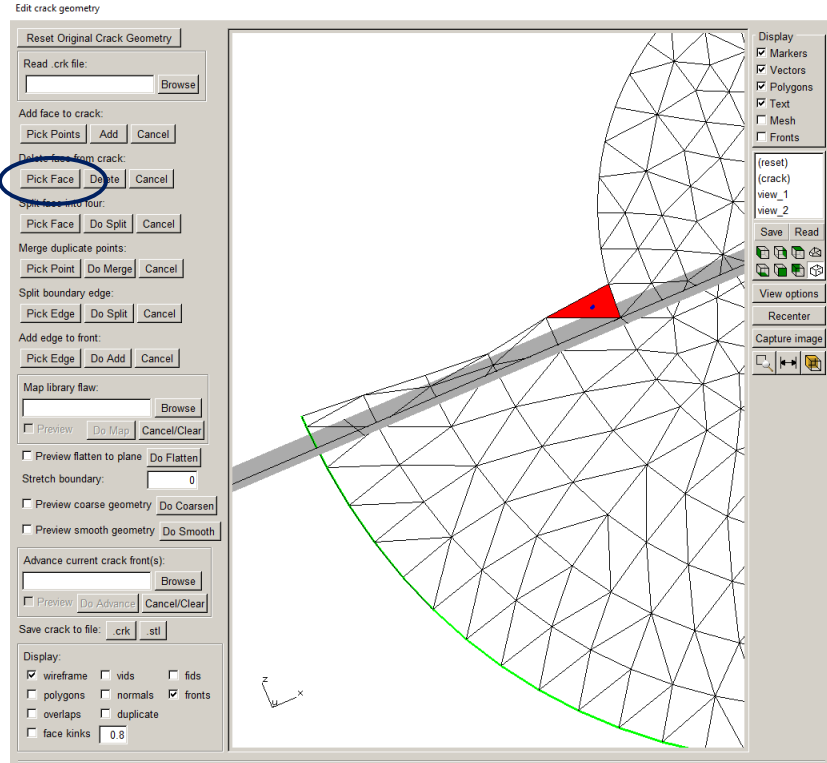 Edit crack geometry
Reset Original Crack Geometry
Read .crk file:
Browse
Add face to crack:
Pick Points Add Cancel
Delete face from crack:
Pick Face Delete Cancel
Split face into four:
Pick Face Do Split Cancel
Merge duplicate points:
Pick Point Do Merge Cancel
Split boundary edge:
Pick Edge Do Split Cancel
Add edge to front:
Pick Edge Do Add Cancel
Map library flaw:
Browse
Preview Do Map Cancel/Clear
Preview flatten to plane Do Flatten
Stretch boundary: 0
Preview coarse geometry Do Coarsen
Preview smooth geometry Do Smooth
Advance current crack front(s):
Browse
Preview Do Advance Cancel/Clear
Save crack to file: .crk .stl
Display:
wireframe vids fids
polygons normals fronts
overlaps duplicate
face kinks 0.8
z
y x
Display
Markers
Vectors
Polygons
Text
Mesh
Fronts
(reset)
(crack)
view_1
view_2
Save Read
View options
Recenter
Capture image